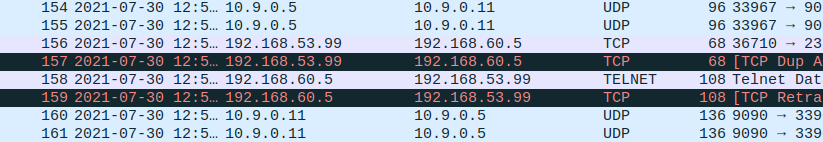 154 2021-07-30 12:5… 10.9.0.5 10.9.0.11 UDP 96 33967 → 90
155 2021-07-30 12:5… 10.9.0.5 10.9.0.11 UDP 96 33967 → 90
156 2021-07-30 12:5… 192.168.53.99 192.168.60.5 TCP 68 36710 → 23
157 2021-07-30 12:5… 192.168.53.99 192.168.60.5 TCP 68 [TCP Dup A
158 2021-07-30 12:5… 192.168.60.5 192.168.53.99 TELNET 108 Telnet Dat
159 2021-07-30 12:5… 192.168.60.5 192.168.53.99 TCP 108 [TCP Retra
160 2021-07-30 12:5… 10.9.0.11 10.9.0.5 UDP 136 9090 → 339
161 2021-07-30 12:5… 10.9.0.11 10.9.0.5 UDP 136 9090 → 339